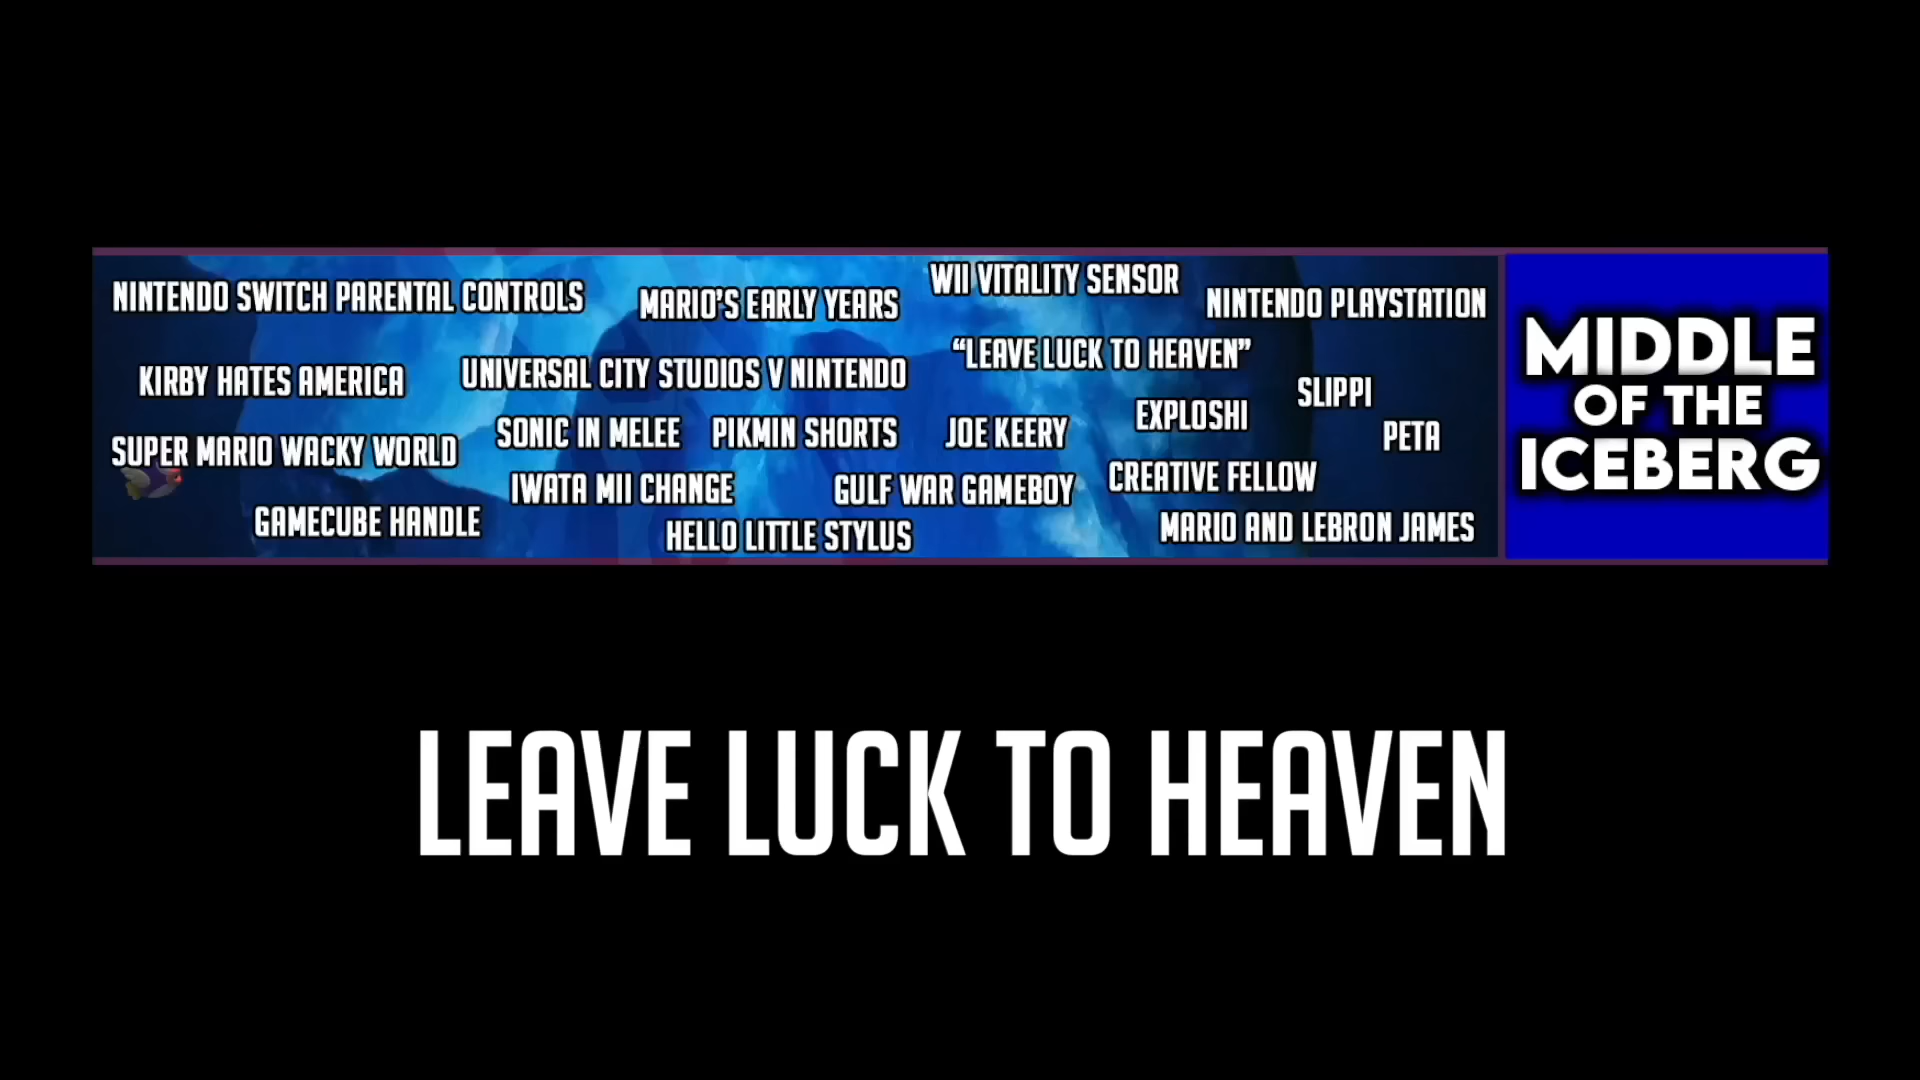 NINTENDO SWITCH PARENTAL CONTROLS
MARIO'S EARLY YEARS
WII VITALITY SENSOR
NINTENDO PLAYSTATION
KIRBY HATES AMERICA
UNIVERSAL CITY STUDIOS V NINTENDO
“LEAVE LUCK TO HEAVEN”
SLIPPI
SUPER MARIO WACKY WORLD
SONIC IN MELEE
PIKMIN SHORTS
JOE KEERY
EXPLOSHI
PETA
IWATA MII CHANGE
GULF WAR GAMEBOY
CREATIVE FELLOW
GAMECUBE HANDLE
HELLO LITTLE STYLUS
MARIO AND LEBRON JAMES
MIDDLE
OF THE
ICEBERG
LEAVE LUCK TO HEAVEN